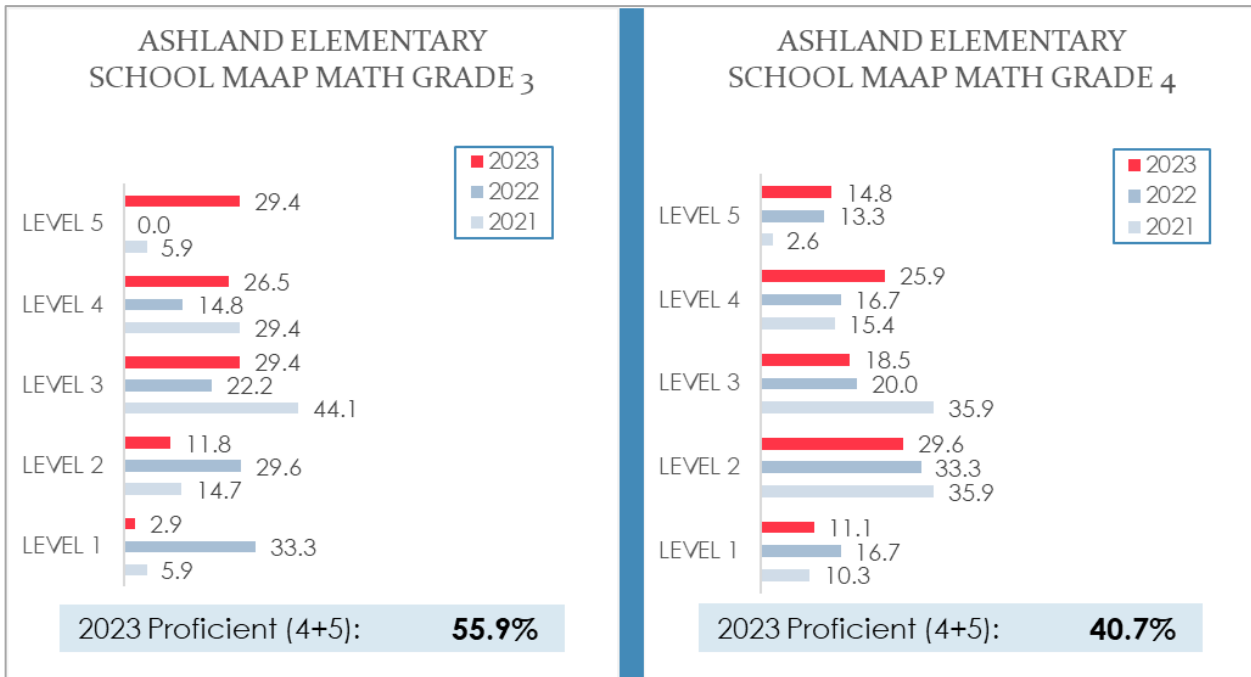 ASHLAND ELEMENTARY
SCHOOL MAAP MATH GRADE 3
2023
2022
2021
LEVEL 5
29.4
0.0
5.9
LEVEL 4
26.5
14.8
29.4
LEVEL 3
29.4
22.2
44.1
LEVEL 2
11.8
29.6
14.7
LEVEL 1
2.9
33.3
5.9
2023 Proficient (4+5): 55.9%
ASHLAND ELEMENTARY
SCHOOL MAAP MATH GRADE 4
2023
2022
2021
LEVEL 5
14.8
13.3
2.6
LEVEL 4
25.9
16.7
15.4
LEVEL 3
18.5
20.0
35.9
LEVEL 2
29.6
33.3
35.9
LEVEL 1
11.1
16.7
10.3
2023 Proficient (4+5): 40.7%